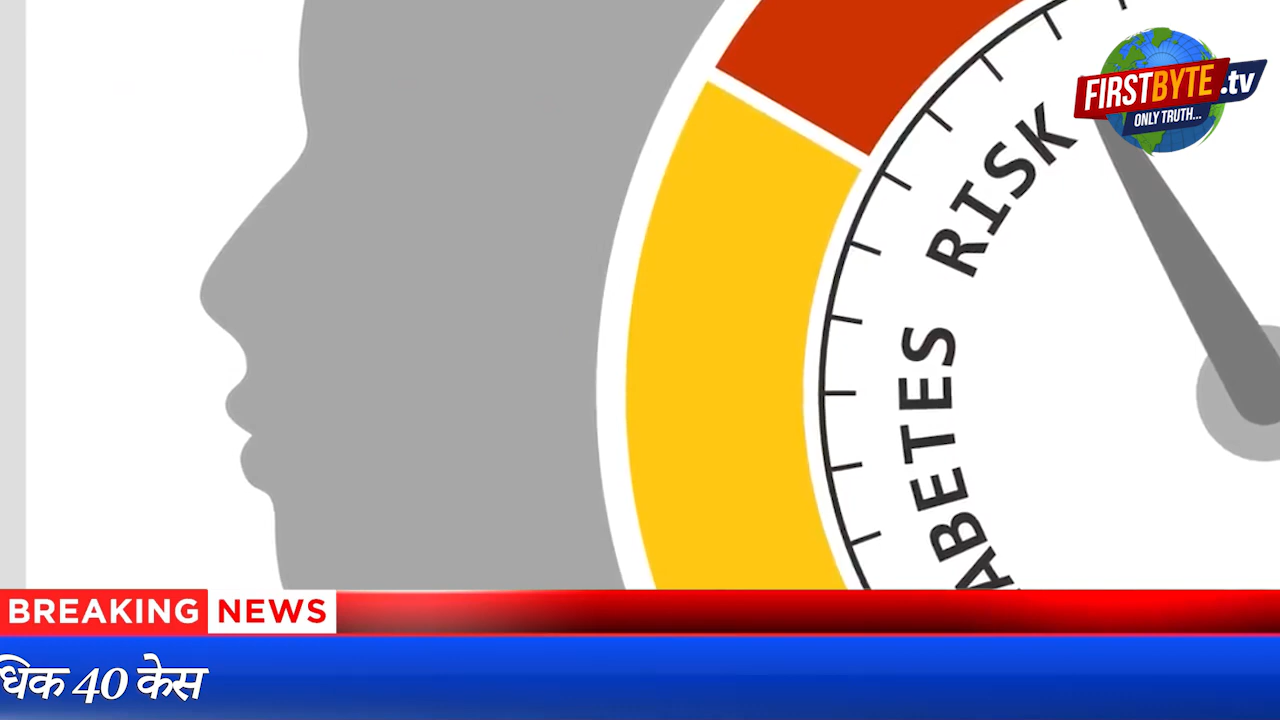 FIRSTBYTE.tv
ONLY TRUTH...
ABETES RISK
BREAKING NEWS
धिक 40 केस